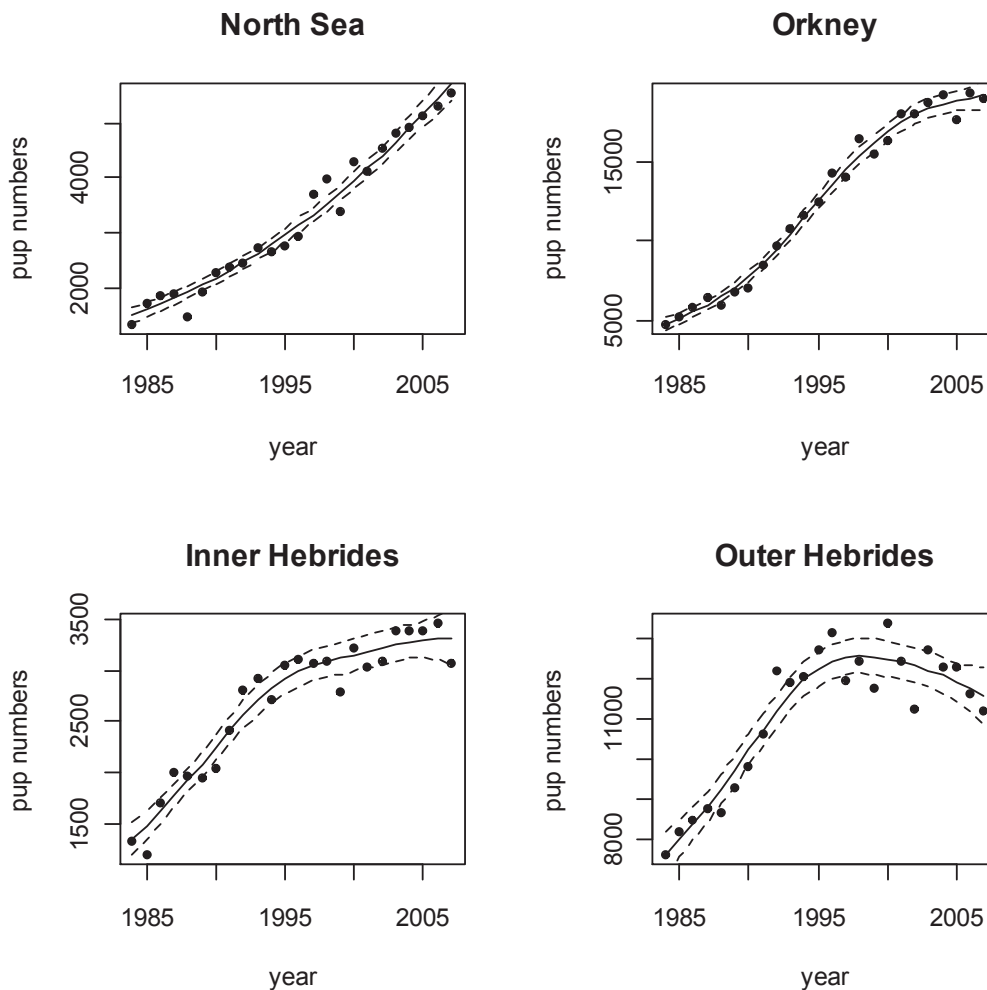 North Sea
pup numbers
2000
4000
1985
1995
2005
year
Orkney
pup numbers
5000
15000
1985
1995
2005
year
Inner Hebrides
pup numbers
1500
2500
3500
1985
1995
2005
year
Outer Hebrides
pup numbers
8000
11000
1985
1995
2005
year